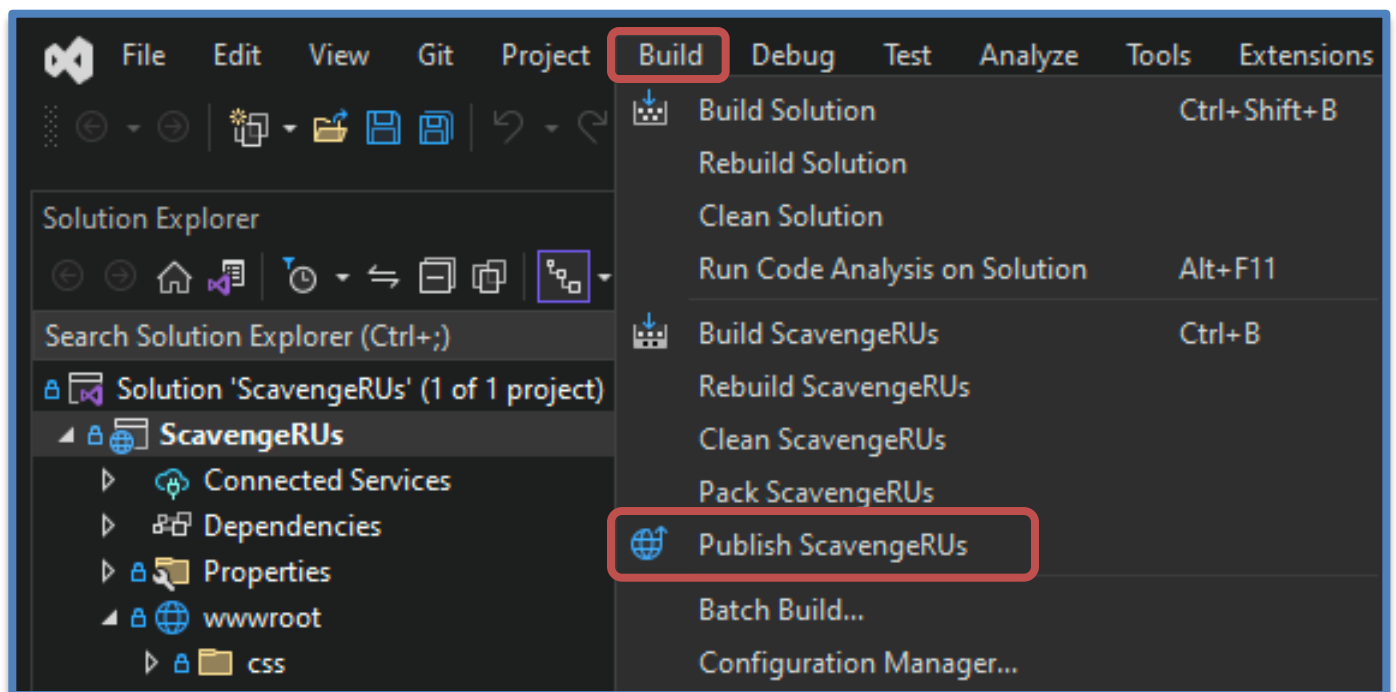 File Edit View Git Project Build Debug Test Analyze Tools Extensions
Build Solution Ctrl+Shift+B
Rebuild Solution
Clean Solution
Run Code Analysis on Solution Alt+F11
Build ScavengeRUs Ctrl+B
Rebuild ScavengeRUs
Clean ScavengeRUs
Pack ScavengeRUs
Publish ScavengeRUs
Batch Build...
Configuration Manager...
Solution Explorer
Search Solution Explorer (Ctrl+;)
Solution 'ScavengeRUs' (1 of 1 project)
ScavengeRUs
Connected Services
Dependencies
Properties
wwwroot
css